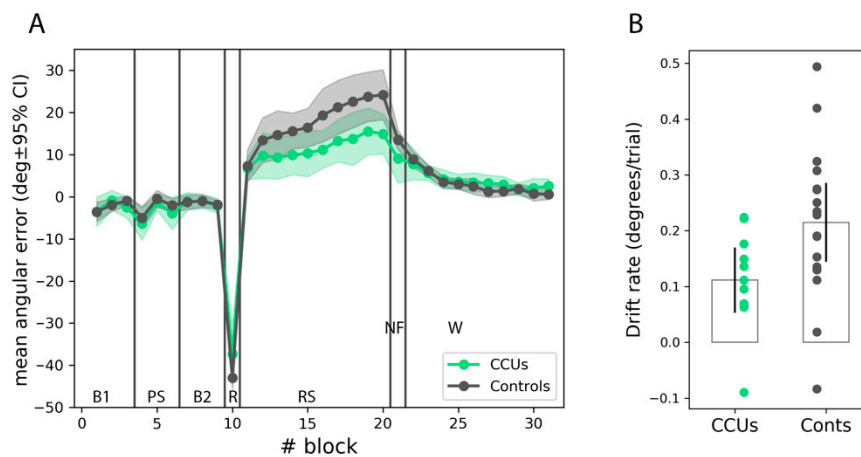 A
mean angular error (deg±95% CI)
30
20
10
0
−10
−20
−30
−40
−50
B1
PS
B2
R
RS
NF
W
CCUs
Controls
0
5
10
15
20
25
30
# block
B
Drift rate (degrees/trial)
0.5
0.4
0.3
0.2
0.1
0.0
−0.1
CCUs
Conts